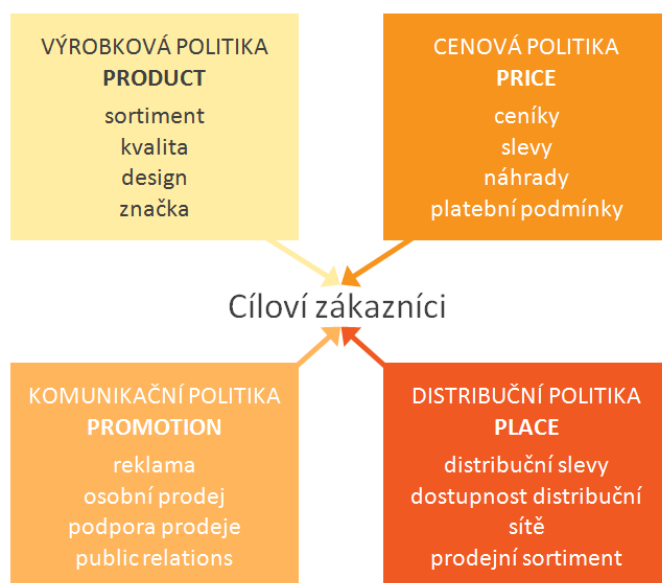 VÝROBKOVÁ POLITIKA
PRODUCT
sortiment
kvalita
design
značka
CENOVÁ POLITIKA
PRICE
ceníky
slevy
náhrady
platební podmínky
Cíloví zákazníci
KOMUNIKAČNÍ POLITIKA
PROMOTION
reklama
osobní prodej
podpora prodeje
public relations
DISTRIBUČNÍ POLITIKA
PLACE
distribuční slevy
dostupnost distribuční
sítě
prodejní sortiment